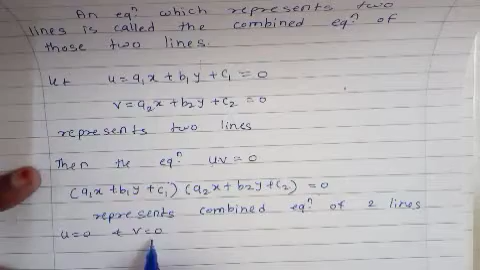 An eqⁿ which represents two
lines is called the combined eqⁿ of
those two lines.
Let u = a₁x + b₁y + c₁ = 0
v = a₂x + b₂y + c₂ = 0
represents two lines
Then the eqⁿ uv = 0
(a₁x + b₁y + c₁) (a₂x + b₂y + c₂) = 0
represents combined eqⁿ of 2 lines
u=0 & v=0